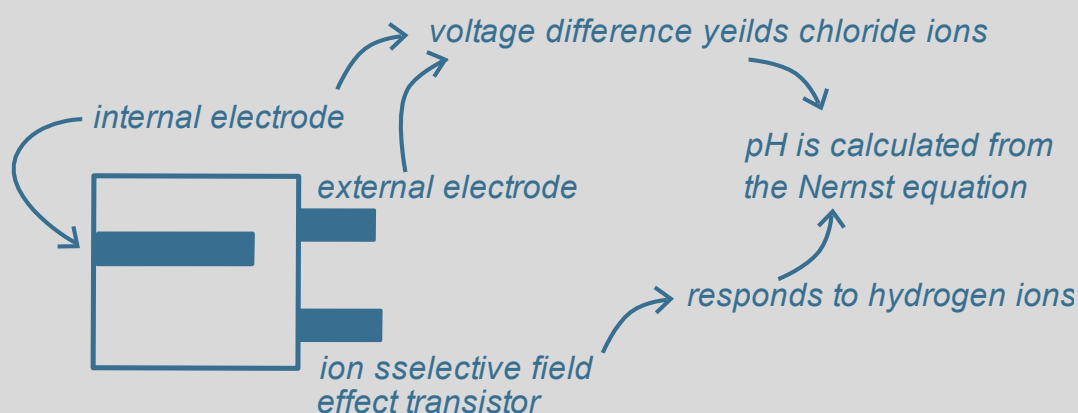 voltage difference yeilds chloride ions
internal electrode
pH is calculated from
the Nernst equation
external electrode
responds to hydrogen ions
ion sselective field
effect transistor